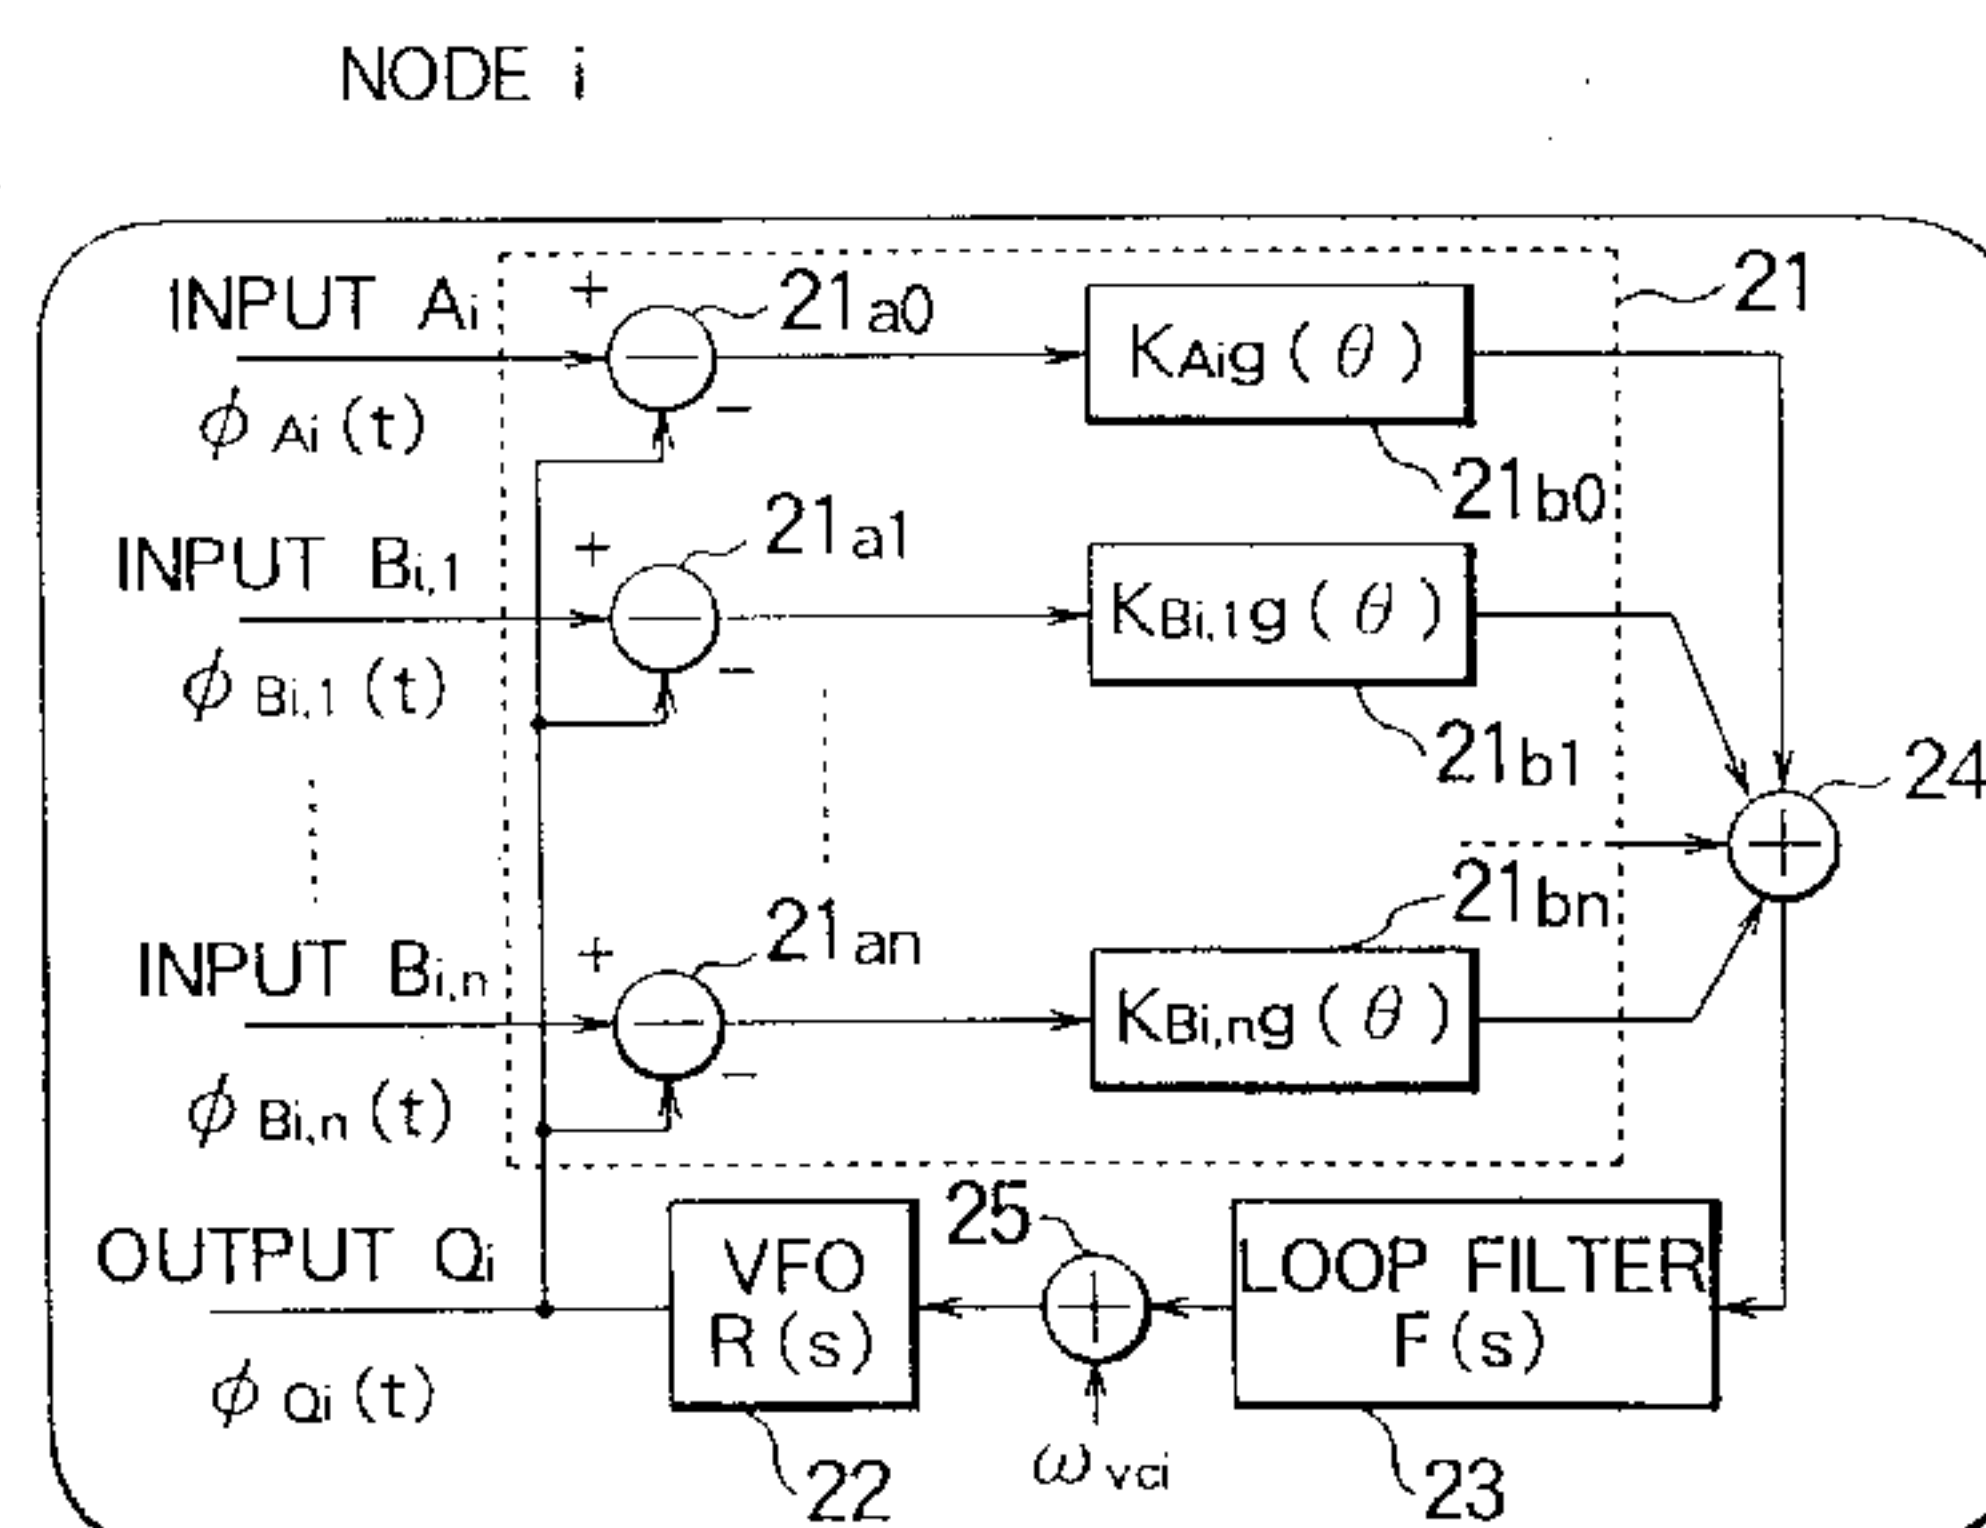 NODE i
INPUT Ai
+
21a0
KAig(θ)
21
ϕAi(t)
−
21b0
INPUT Bi,1
+
21a1
KBi,1g(θ)
ϕBi,1(t)
−
21b1
24
INPUT Bi,n
+
21an
21bn
KBi,ng(θ)
ϕBi,n(t)
−
OUTPUT Qi
VFO
R(s)
25
LOOP FILTER
F(s)
ϕQi(t)
22
ωvci
23